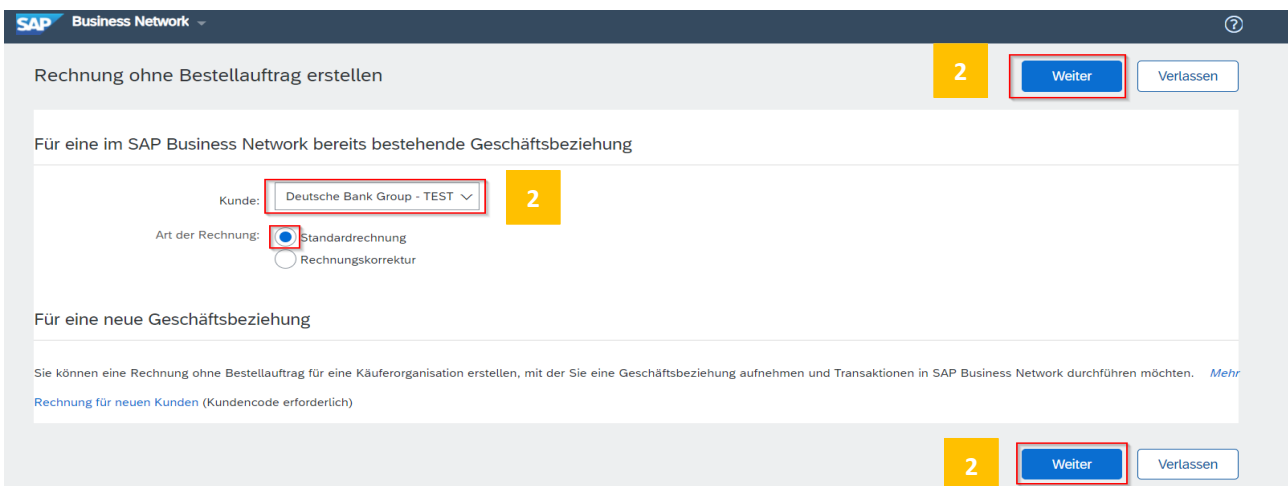 SAP Business Network
Rechnung ohne Bestellauftrag erstellen
2
Weiter
Verlassen
Für eine im SAP Business Network bereits bestehende Geschäftsbeziehung
Kunde:
Deutsche Bank Group - TEST
2
Art der Rechnung:
Standardrechnung
Rechnungskorrektur
Für eine neue Geschäftsbeziehung
Sie können eine Rechnung ohne Bestellauftrag für eine Käuferorganisation erstellen, mit der Sie eine Geschäftsbeziehung aufnehmen und Transaktionen in SAP Business Network durchführen möchten. Mehr
Rechnung für neuen Kunden (Kundencode erforderlich)
2
Weiter
Verlassen